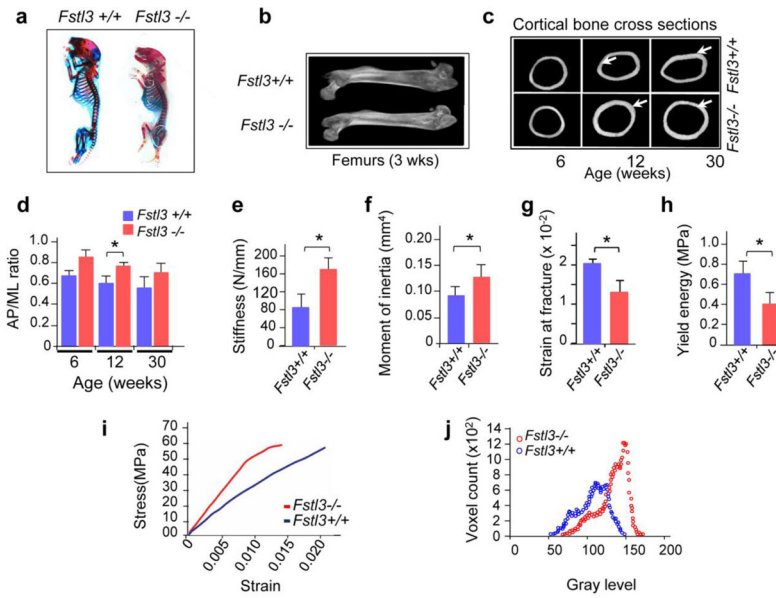 a
Fstl3 +/+ Fstl3 -/-
b
Fstl3+/+
Fstl3 -/-
Femurs (3 wks)
c
Cortical bone cross sections
Fstl3+/+
Fstl3-/-
6 12 30
Age (weeks)
d
Fstl3 +/+
Fstl3 -/-
AP/ML ratio
1.0
0.8
0.6
0.4
0.2
0
*
6 12 30
Age (weeks)
e
Stiffness (N/mm)
200
160
120
80
40
0
*
Fstl3+/+ Fstl3-/-
f
Moment of inertia (mm4)
0.20
0.15
0.10
0.05
0.00
*
Fstl3+/+ Fstl3-/-
g
Strain at fracture (x 10-2)
2
1
0
*
Fstl3+/+ Fstl3-/-
h
Yield energy (MPa)
1.0
0.8
0.6
0.4
0.2
0.0
*
Fstl3+/+ Fstl3-/
i
Stress(MPa)
60
50
50
40
30
20
10
00
Fstl3-/-
Fstl3+/+
0 0.005 0.010 0.015 0.020
Strain
j
Fstl3-/-
Fstl3+/+
Voxel count (x10²)
14
12
10
8
6
4
2
0
0 50 100 150 200
Gray level